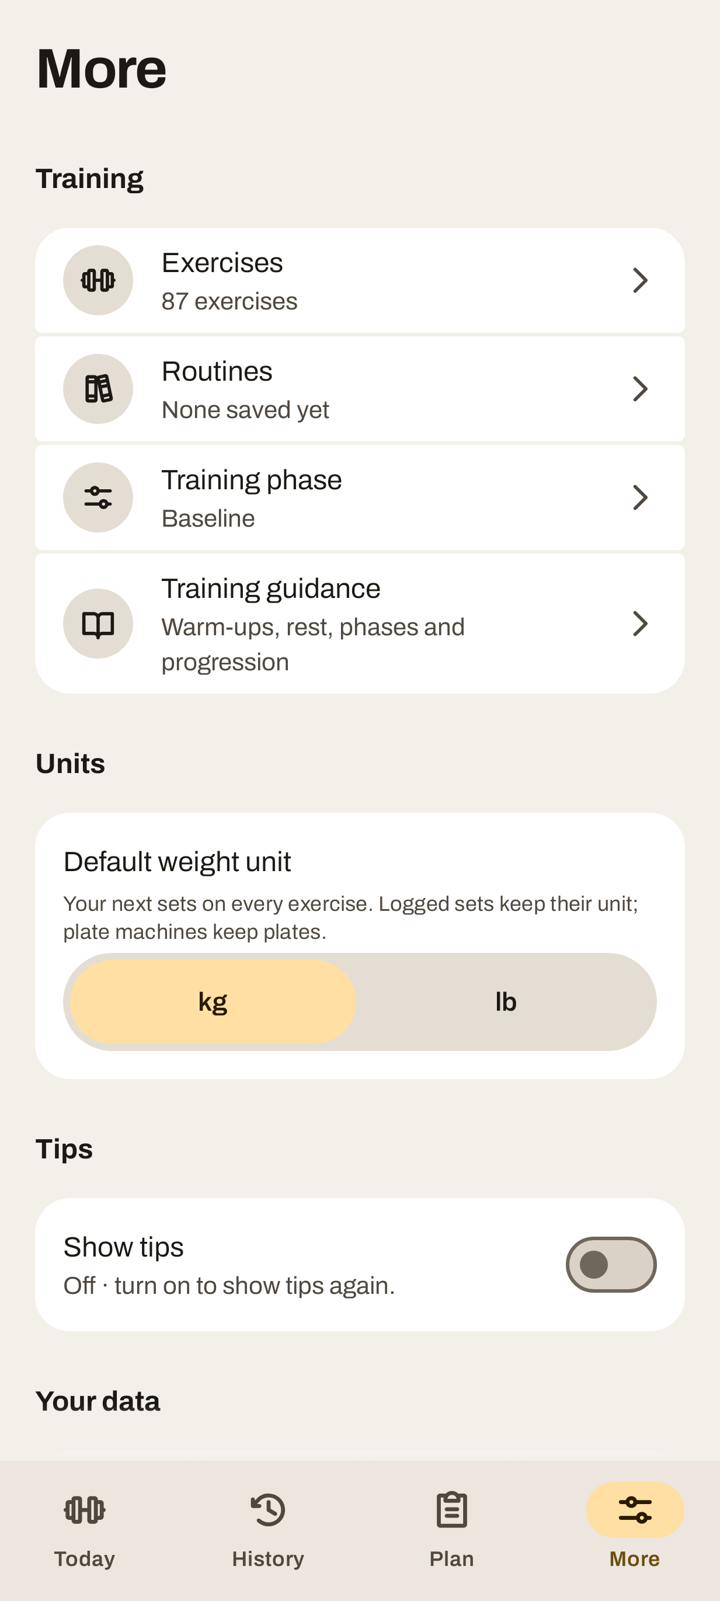 More
Training
Exercises
87 exercises
Routines
None saved yet
Training phase
Baseline
Training guidance
Warm-ups, rest, phases and
progression
Units
Default weight unit
Your next sets on every exercise. Logged sets keep their unit;
plate machines keep plates.
kg
lb
Tips
Show tips
Off · turn on to show tips again.
Your data
Today
History
Plan
More